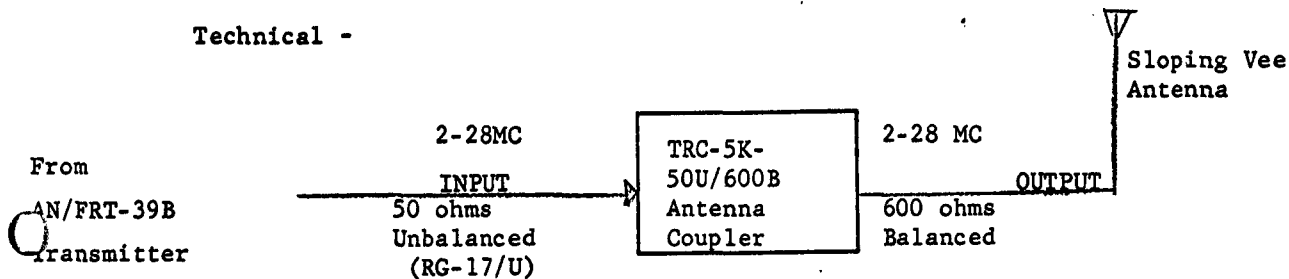 Technical -
Sloping Vee
Antenna
2-28MC
2-28 MC
From
AN/FRT-39B
Transmitter
INPUT
50 ohms
Unbalanced
(RG-17/U)
TRC-5K-
50U/600B
Antenna
Coupler
OUTPUT
600 ohms
Balanced